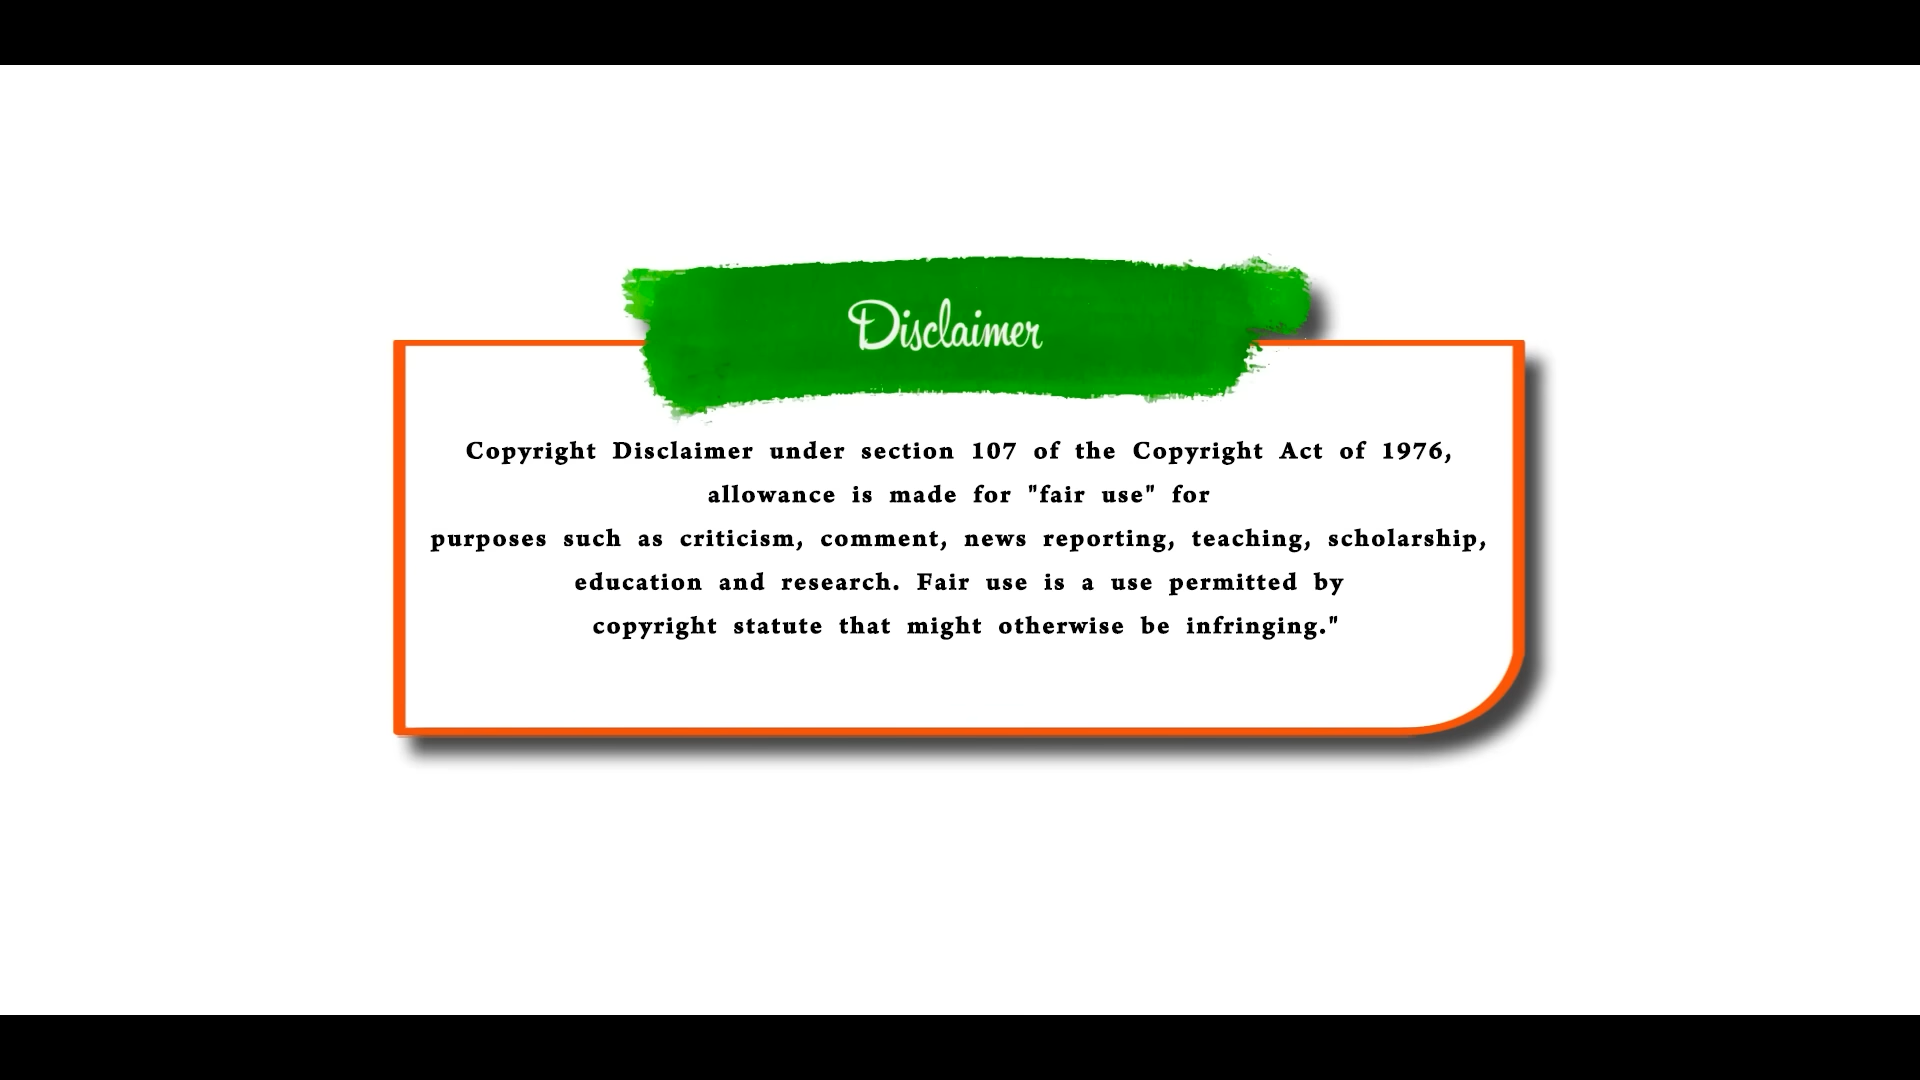 Disclaimer
Copyright Disclaimer under section 107 of the Copyright Act of 1976,
allowance is made for "fair use" for
purposes such as criticism, comment, news reporting, teaching, scholarship,
education and research. Fair use is a use permitted by
copyright statute that might otherwise be infringing."